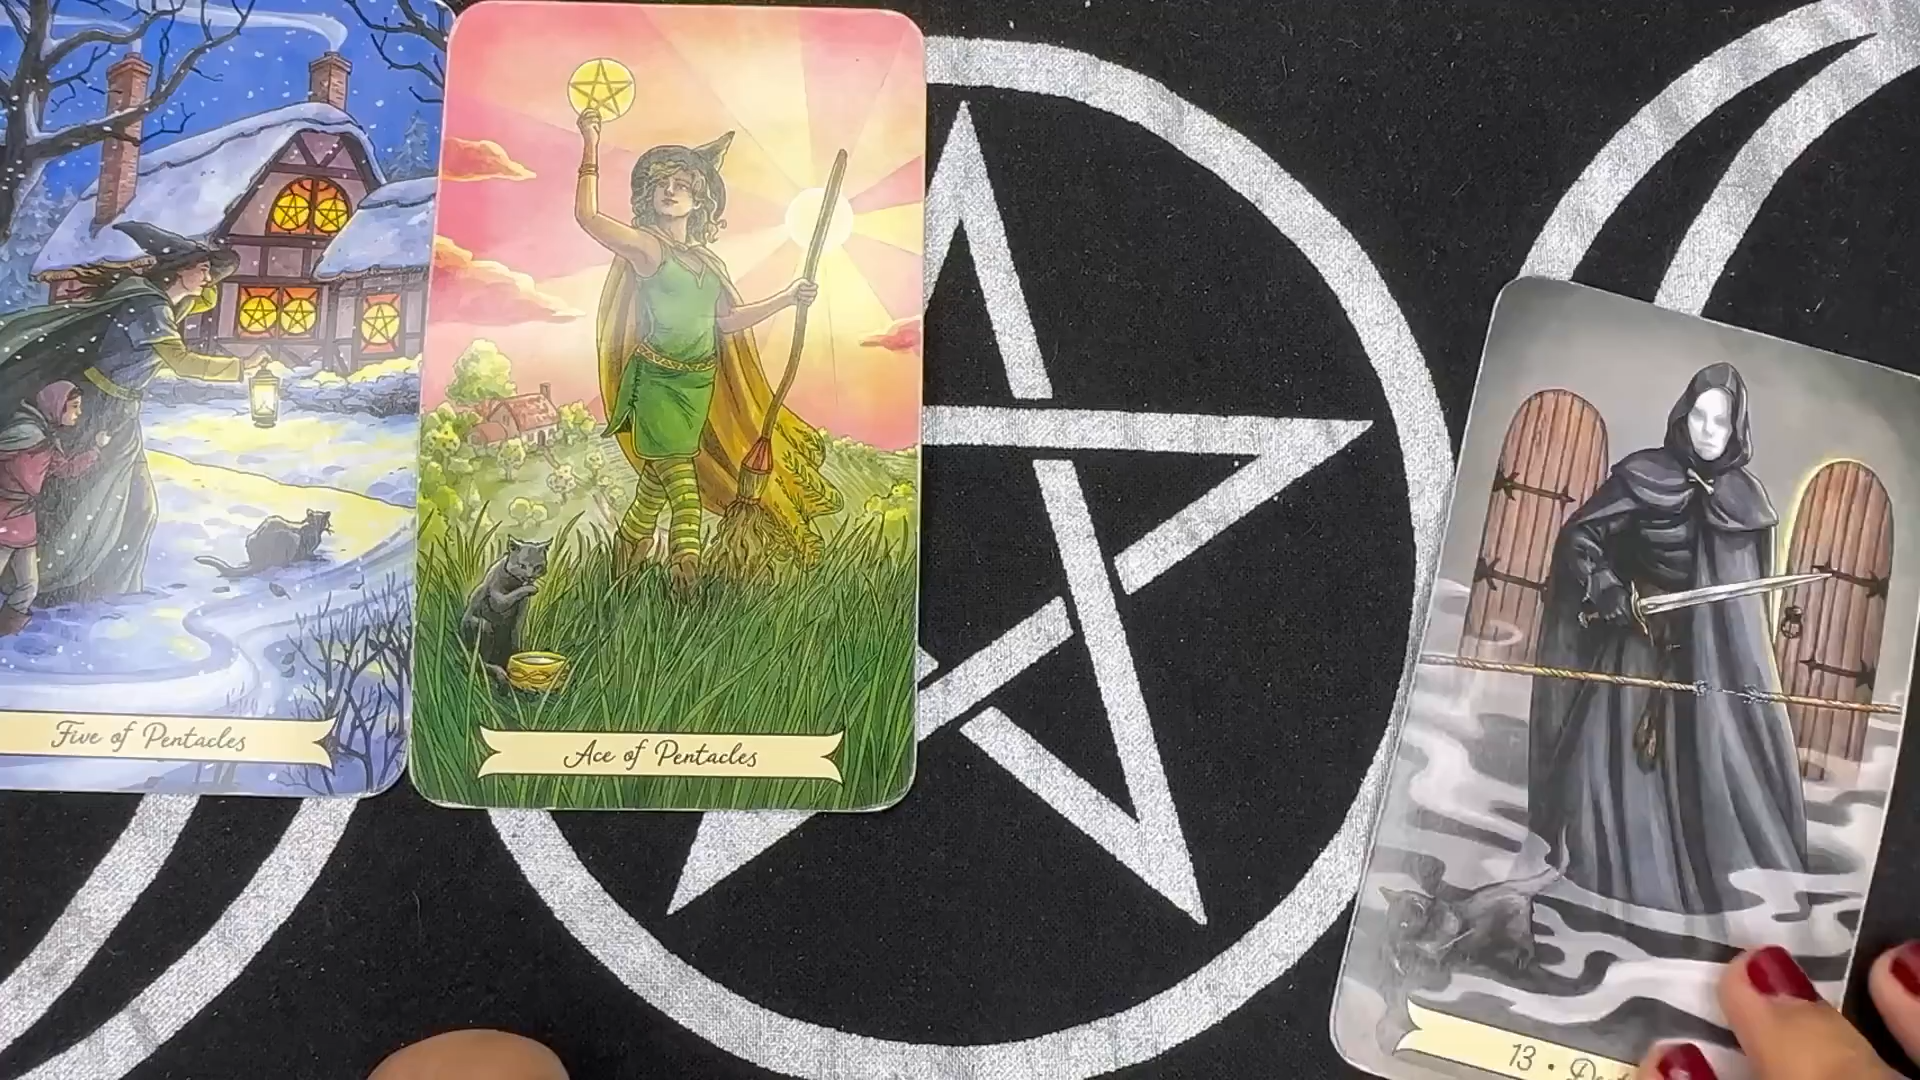 Five of Pentacles
Ace of Pentacles
13 •